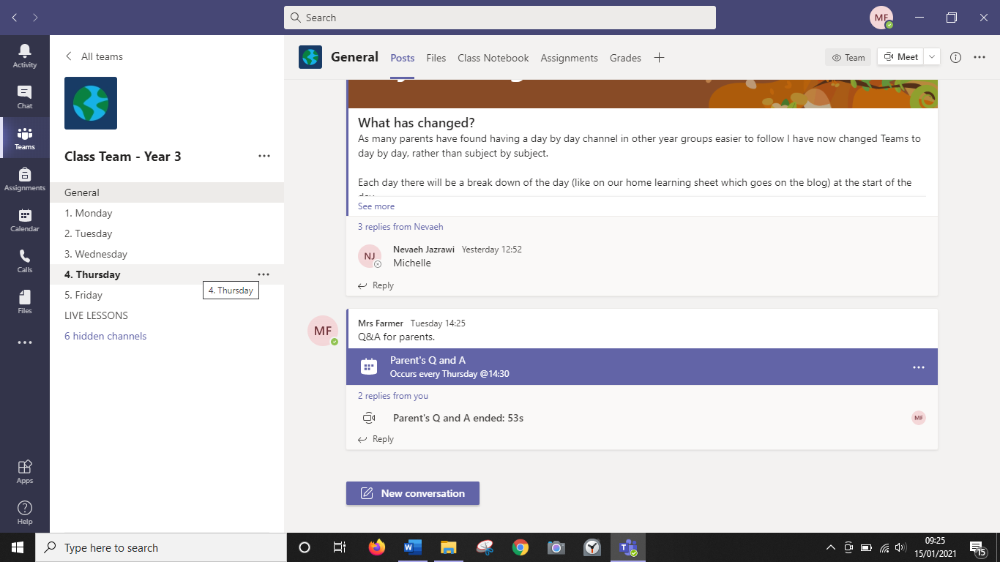 Search
MF
Activity
Chat
Teams
Assignments
Calendar
Calls
Files
Apps
Help
All teams
Class Team - Year 3
General
1. Monday
2. Tuesday
3. Wednesday
4. Thursday
4. Thursday
5. Friday
LIVE LESSONS
6 hidden channels
General Posts Files Class Notebook Assignments Grades
Team Meet
What has changed?
As many parents have found having a day by day channel in other year groups easier to follow I have now changed Teams to
day by day, rather than subject by subject.
Each day there will be a break down of the day (like on our home learning sheet which goes on the blog) at the start of the
See more
3 replies from Nevaeh
NJ
Nevaeh Jazrawi Yesterday 12:52
Michelle
Reply
MF
Mrs Farmer Tuesday 14:25
Q&A for parents.
Parent's Q and A
Occurs every Thursday @14:30
2 replies from you
Parent's Q and A ended: 53s
MF
Reply
New conversation
Type here to search
09:25
15/01/2021
15